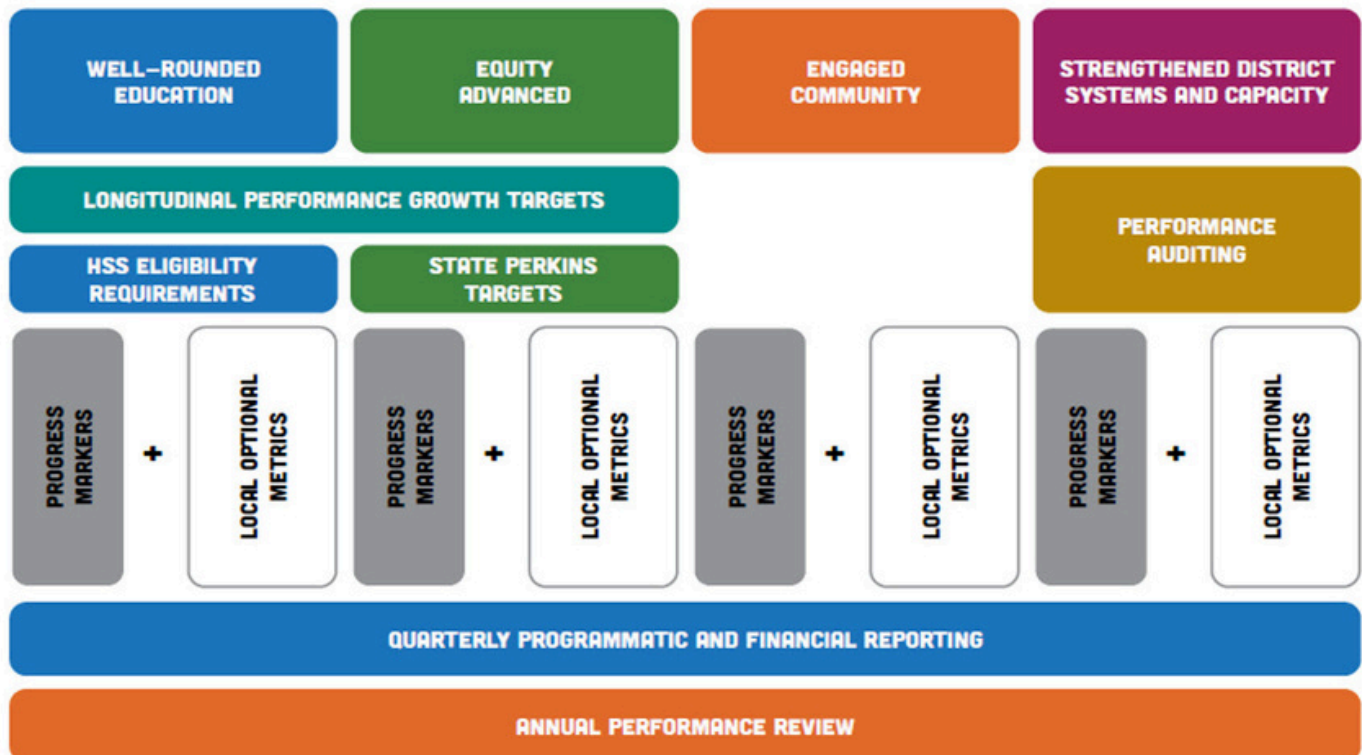 WELL-ROUNDED
EDUCATION
EQUITY
ADVANCED
ENGAGED
COMMUNITY
STRENGTHENED DISTRICT
SYSTEMS AND CAPACITY
LONGITUDINAL PERFORMANCE GROWTH TARGETS
PERFORMANCE
AUDITING
HSS ELIGIBILITY
REQUIREMENTS
STATE PERKINS
TARGETS
PROGRESS
MARKERS
+
LOCAL OPTIONAL
METRICS
PROGRESS
MARKERS
+
LOCAL OPTIONAL
METRICS
PROGRESS
MARKERS
+
LOCAL OPTIONAL
METRICS
PROGRESS
MARKERS
+
LOCAL OPTIONAL
METRICS
QUARTERLY PROGRAMMATIC AND FINANCIAL REPORTING
ANNUAL PERFORMANCE REVIEW